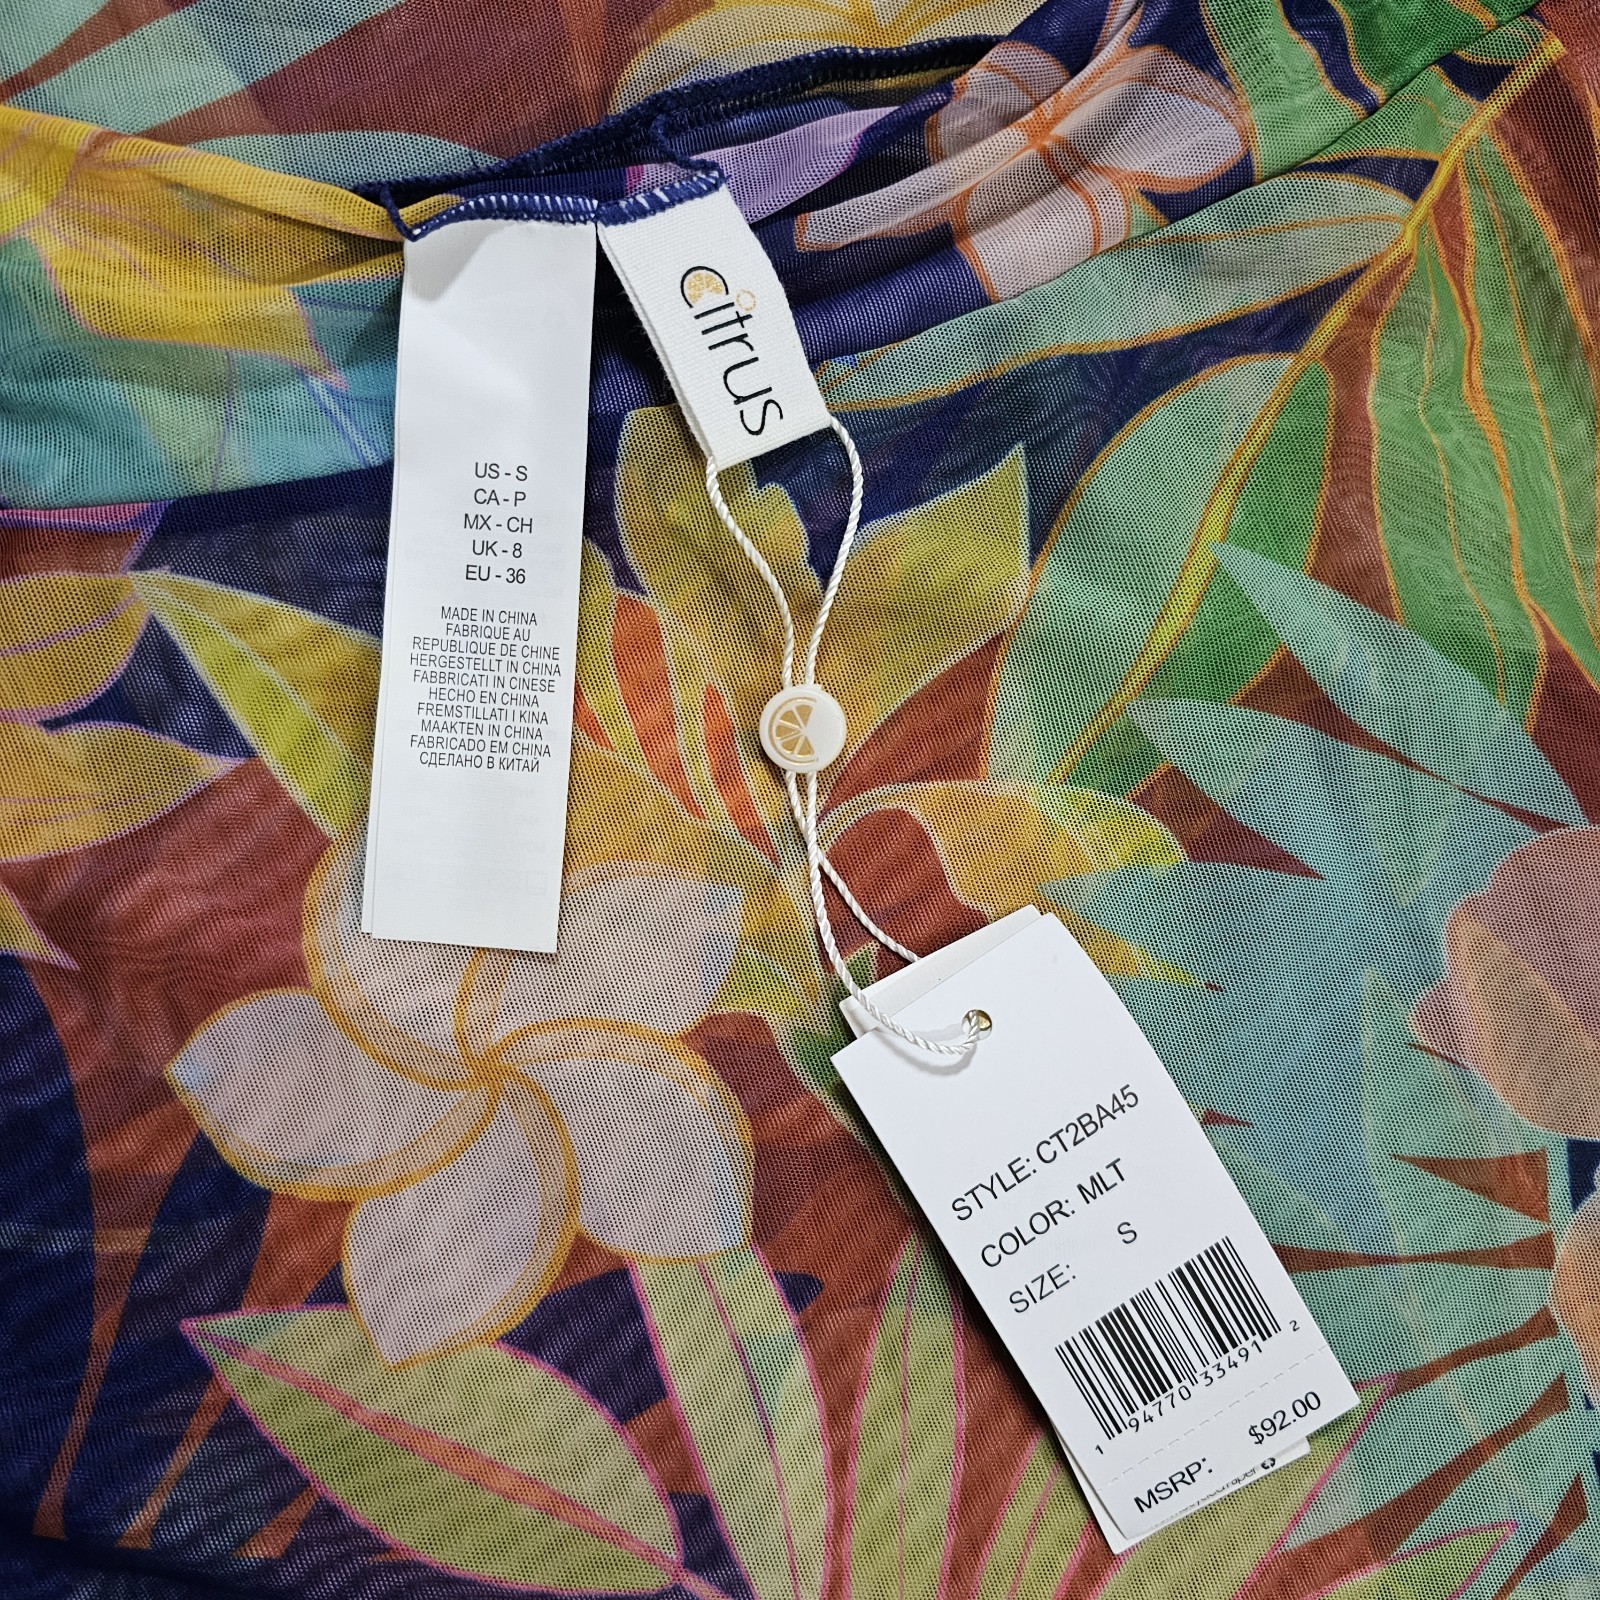 US - S
CA - P
MX - CH
UK - 8
EU - 36
MADE IN CHINA
FABRIQUE AU
REPUBLIQUE DE CHINE
HERGESTELLT IN CHINA
FABBRICATI IN CINESE
HECHO EN CHINA
FREMSTILLATI I KINA
MAAKTEN IN CHINA
FABRICADO EM CHINA
СДЕЛАНО В КИТАЙ
Citrus
STYLE: CT2BA45
COLOR: MLT
SIZE: S
1 94770 33491 2
MSRP: $92.00